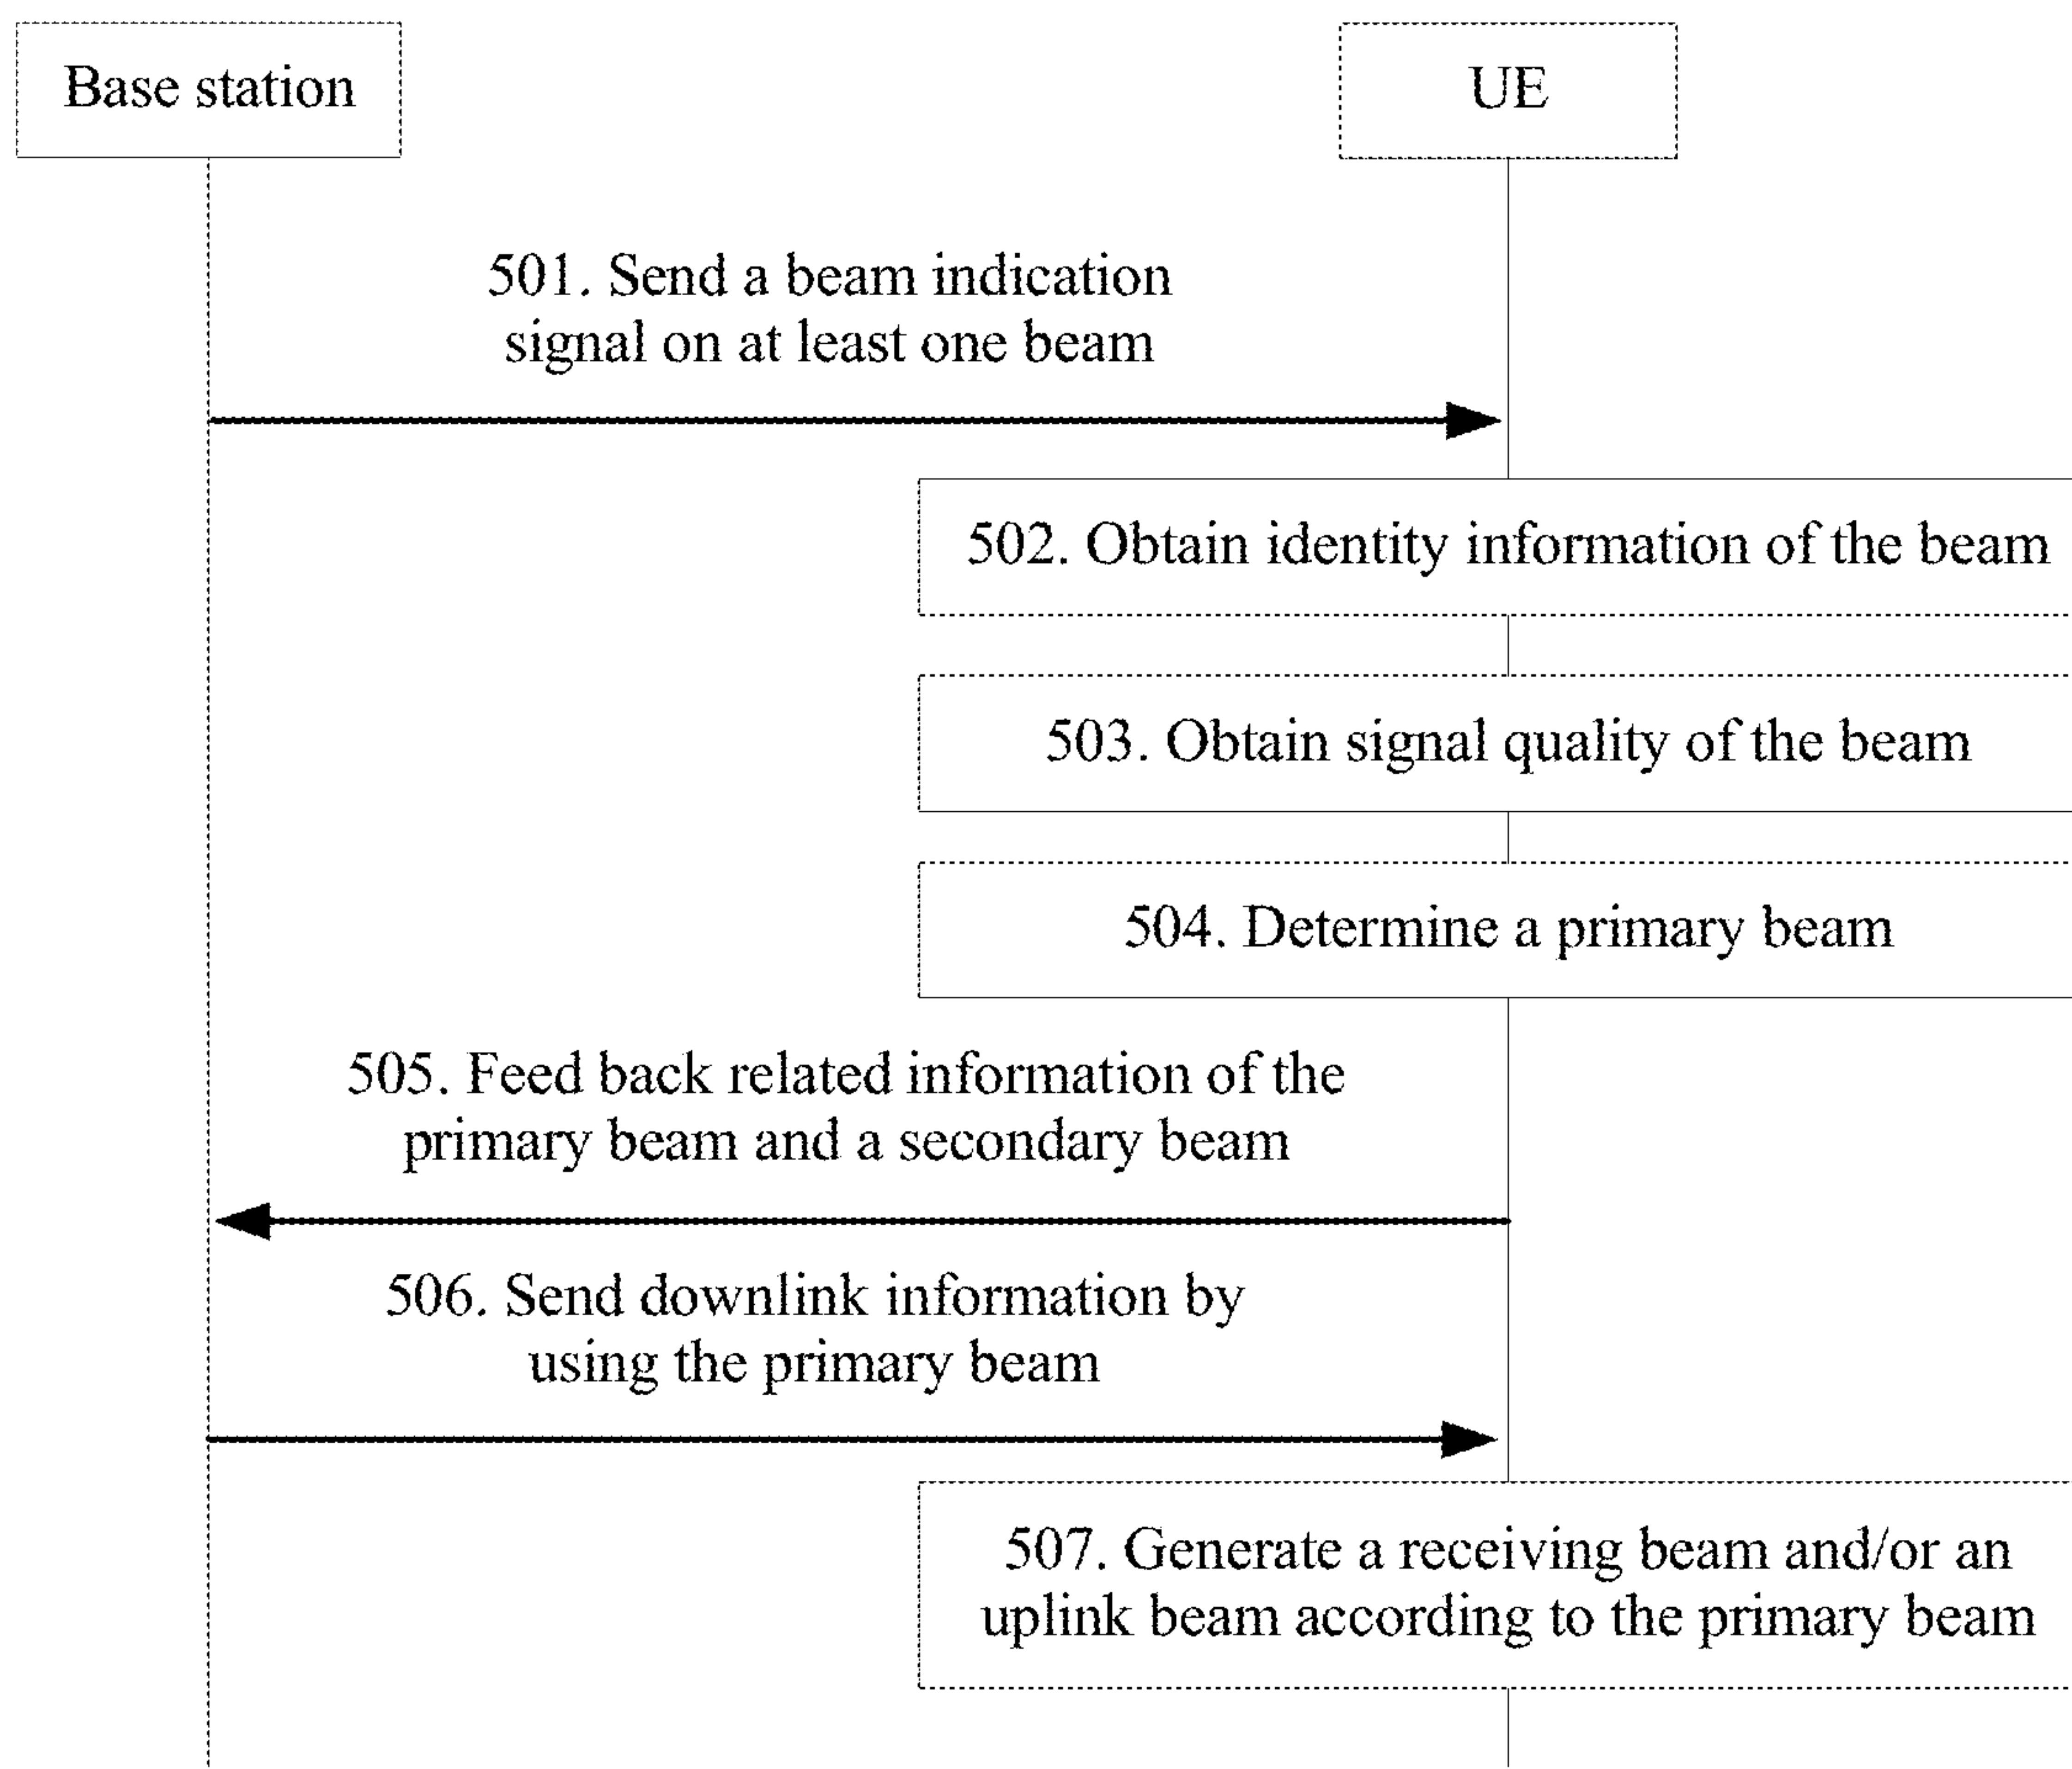 Base station
UE
501. Send a beam indication
signal on at least one beam
502. Obtain identity information of the beam
503. Obtain signal quality of the beam
504. Determine a primary beam
505. Feed back related information of the
primary beam and a secondary beam
506. Send downlink information by
using the primary beam
507. Generate a receiving beam and/or an
uplink beam according to the primary beam